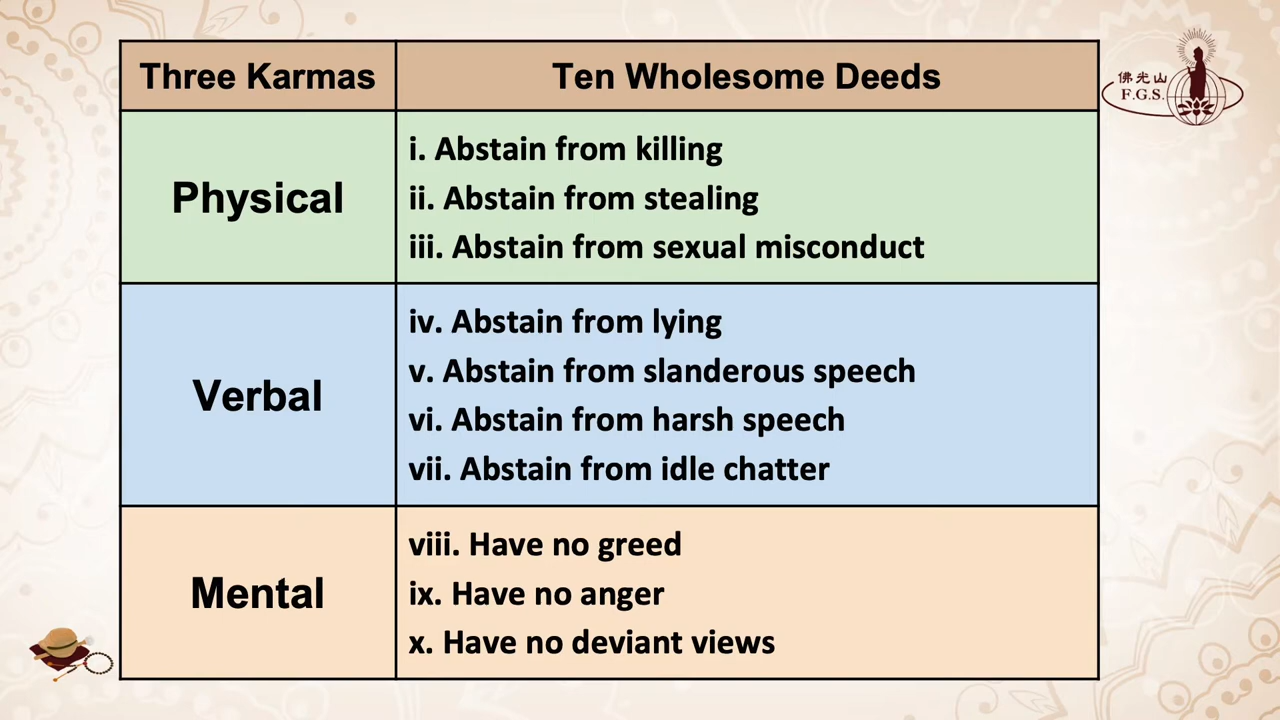 Three Karmas
Ten Wholesome Deeds
佛光山
F.G.S.
Physical
i. Abstain from killing
ii. Abstain from stealing
iii. Abstain from sexual misconduct
Verbal
iv. Abstain from lying
v. Abstain from slanderous speech
vi. Abstain from harsh speech
vii. Abstain from idle chatter
Mental
viii. Have no greed
ix. Have no anger
x. Have no deviant views